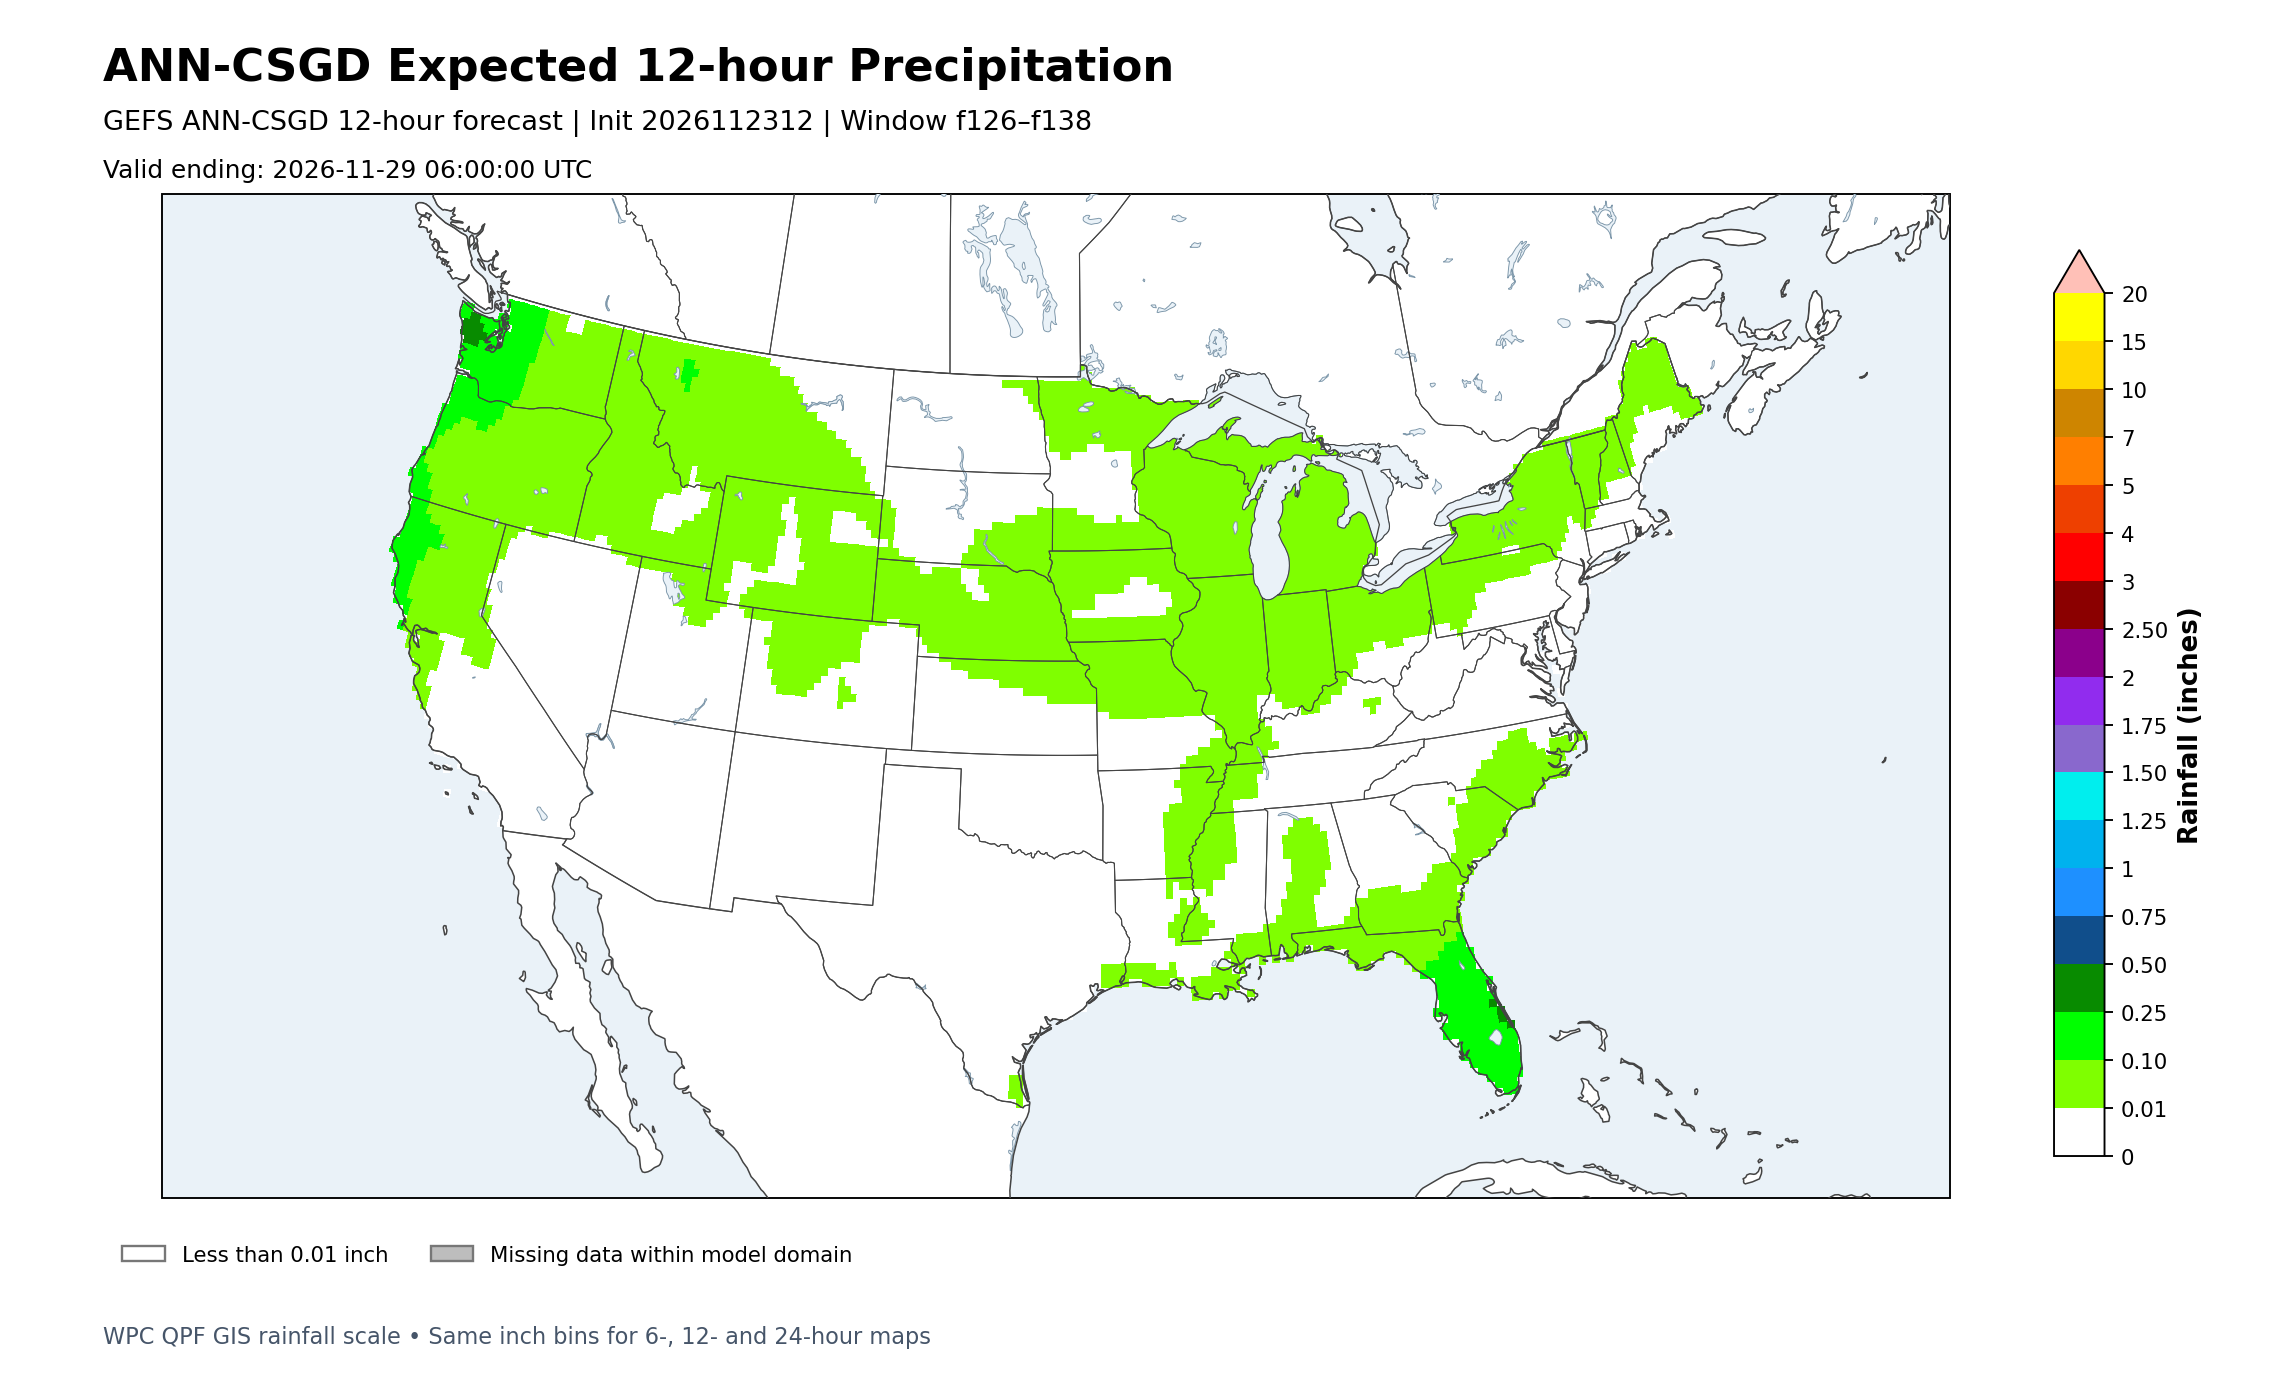 ANN-CSGD Expected 12-hour Precipitation
GEFS ANN-CSGD 12-hour forecast | Init 2026112312 | Window f126–f138
Valid ending: 2026-11-29 06:00:00 UTC
20
15
10
7
5
4
3
2.50
2
1.75
1.50
1.25
1
0.75
0.50
0.25
0.10
0.01
0
Rainfall (inches)
Less than 0.01 inch
Missing data within model domain
WPC QPF GIS rainfall scale • Same inch bins for 6-, 12- and 24-hour maps